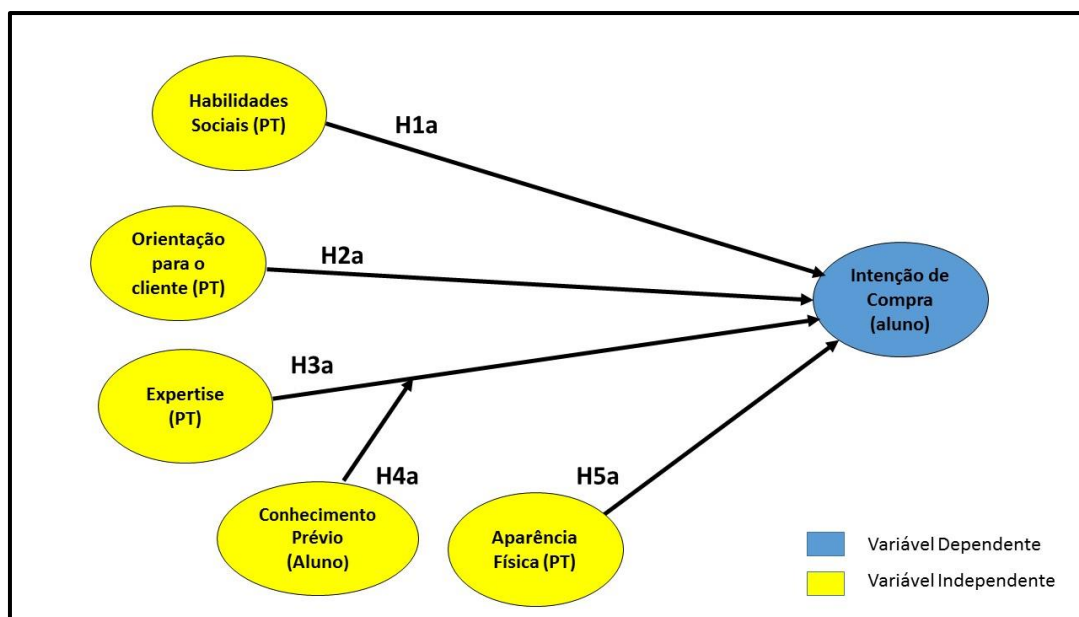 Habilidades
Sociais (PT)
H1a
Orientação
para o
cliente (PT)
H2a
Intenção de
Compra
(aluno)
H3a
Expertise
(PT)
H4a
H5a
Conhecimento
Prévio
(Aluno)
Aparência
Física (PT)
Variável Dependente
Variável Independente